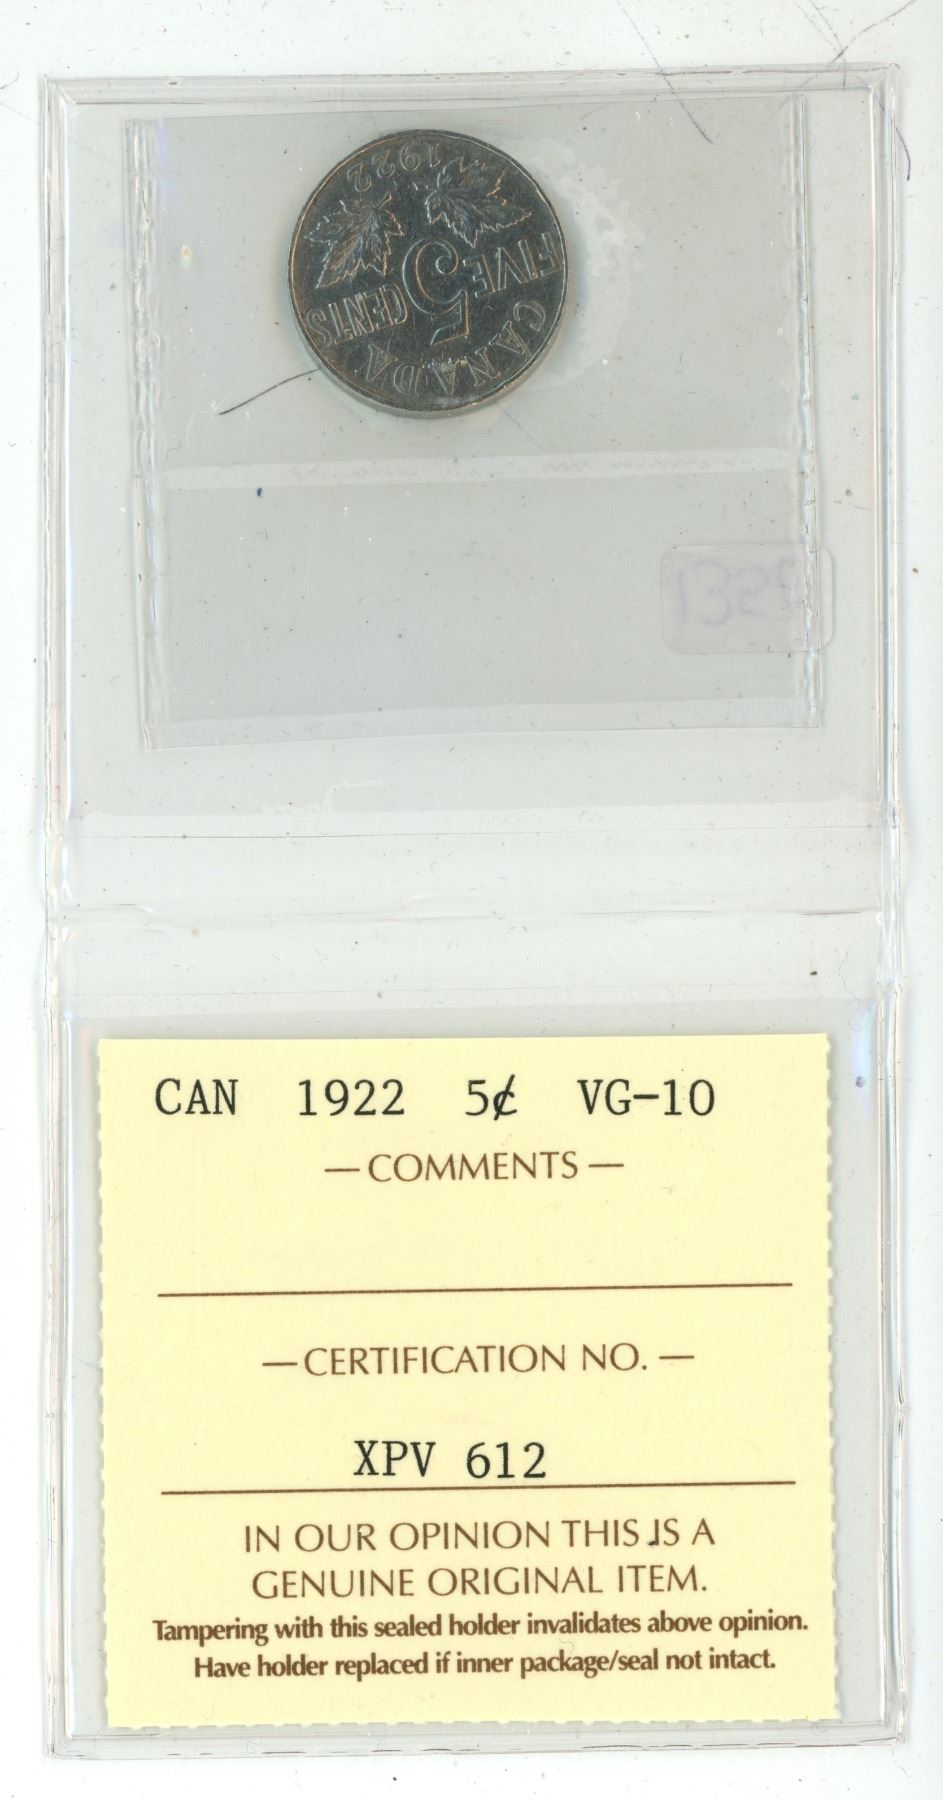 1922
FIVE 5 CENTS
CANADA
CAN 1922 5¢ VG-10
— COMMENTS —
— CERTIFICATION NO. —
XPV 612
IN OUR OPINION THIS IS A
GENUINE ORIGINAL ITEM.
Tampering with this sealed holder invalidates above opinion.
Have holder replaced if inner package/seal not intact.